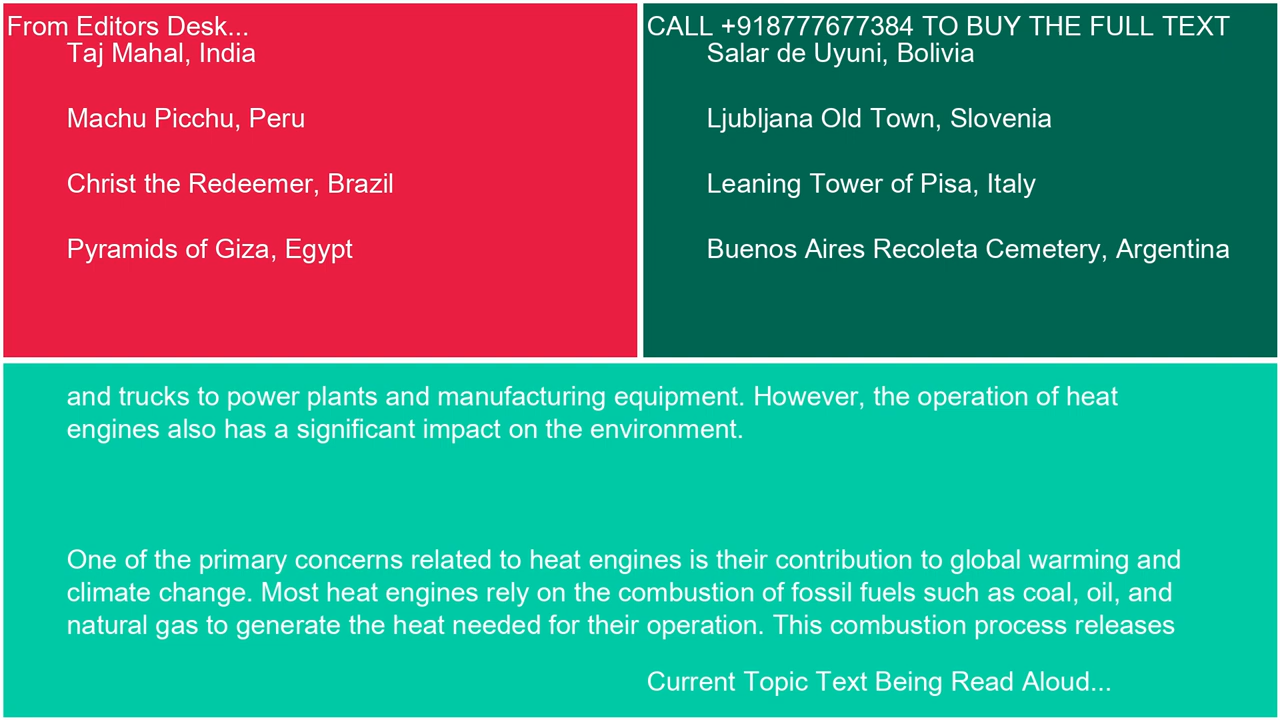 From Editors Desk...
Taj Mahal, India
Machu Picchu, Peru
Christ the Redeemer, Brazil
Pyramids of Giza, Egypt
CALL +918777677384 TO BUY THE FULL TEXT
Salar de Uyuni, Bolivia
Ljubljana Old Town, Slovenia
Leaning Tower of Pisa, Italy
Buenos Aires Recoleta Cemetery, Argentina
and trucks to power plants and manufacturing equipment. However, the operation of heat
engines also has a significant impact on the environment.
One of the primary concerns related to heat engines is their contribution to global warming and
climate change. Most heat engines rely on the combustion of fossil fuels such as coal, oil, and
natural gas to generate the heat needed for their operation. This combustion process releases
Current Topic Text Being Read Aloud...